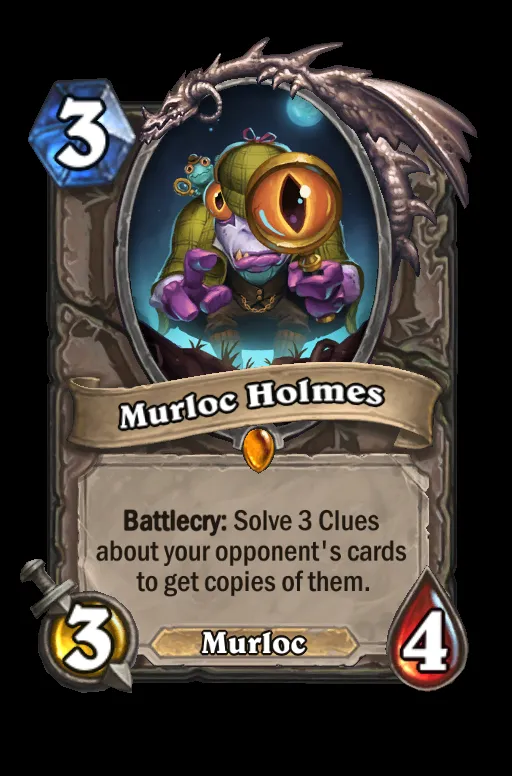 3
Murloc Holmes
Battlecry: Solve 3 Clues
about your opponent's cards
to get copies of them.
3
Murloc
4